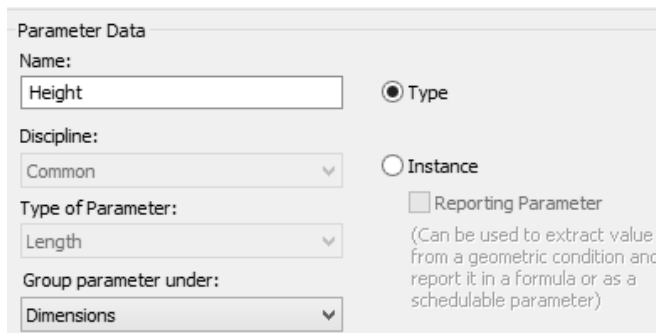 Parameter Data
Name:
Height
Type
Discipline:
Common
Instance
Type of Parameter:
Length
Reporting Parameter
(Can be used to extract value
from a geometric condition and
report it in a formula or as a
schedulable parameter)
Group parameter under:
Dimensions